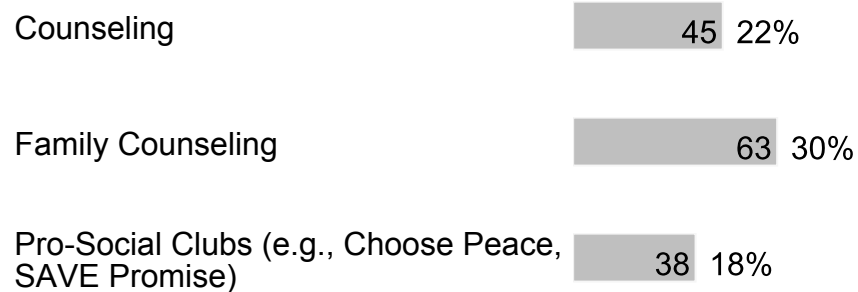 Counseling 45 22%
Family Counseling 63 30%
Pro-Social Clubs (e.g., Choose Peace,
SAVE Promise) 38 18%